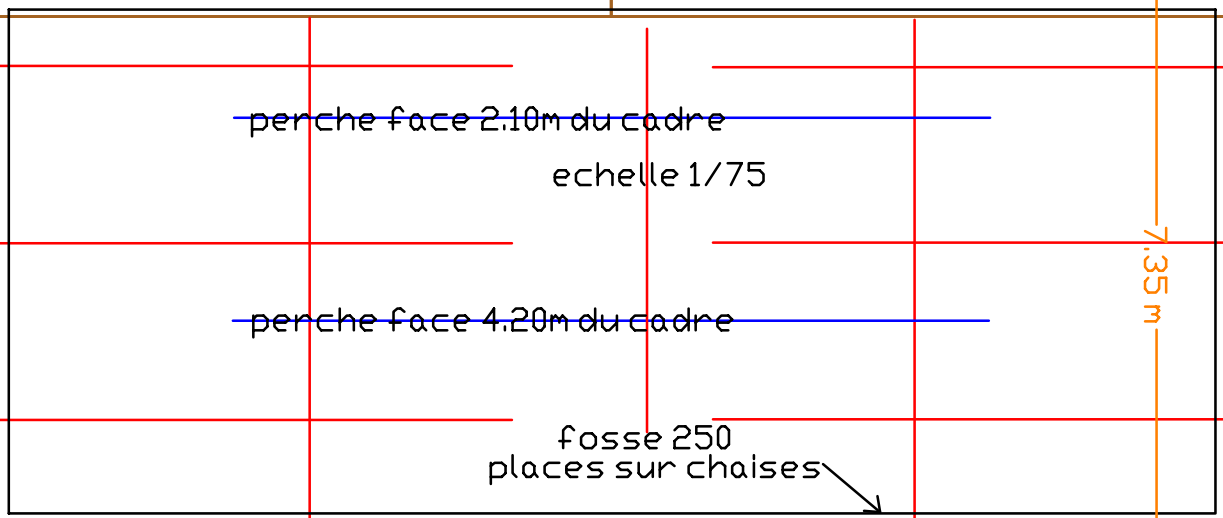 perche face 2.10m du cadre
echelle 1/75
7.35 m
perche face 4.20m du cadre
fosse 250
places sur chaises